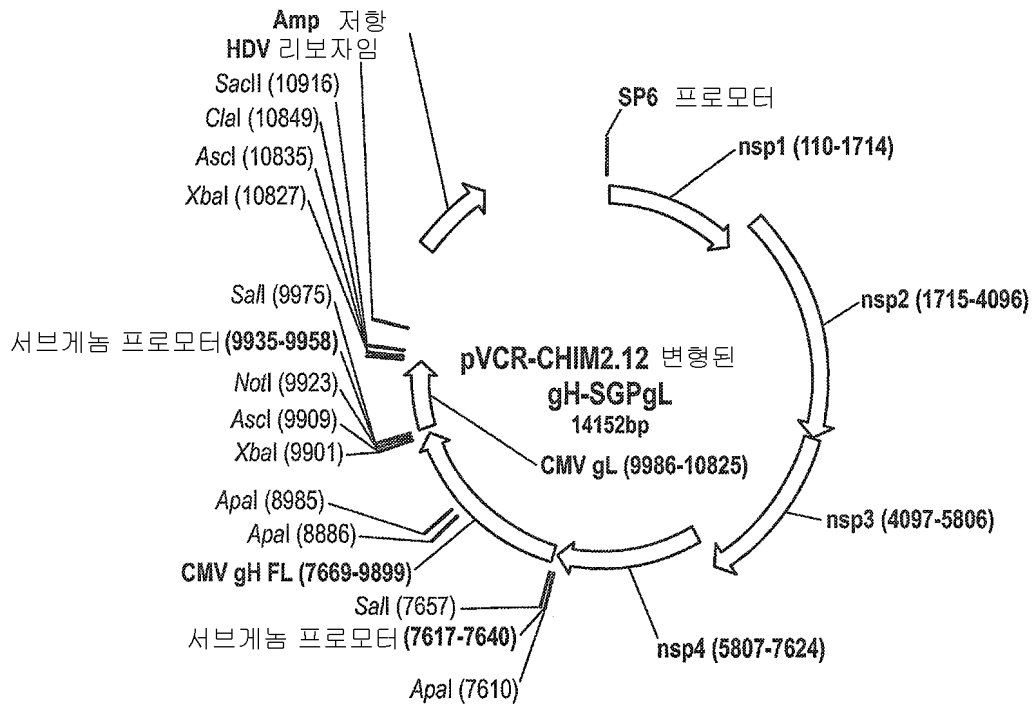 Amp 저항
HDV 리보자임
SacII (10916)
ClaI (10849)
AscI (10835)
XbaI (10827)
SalI (9975)
서브게놈 프로모터 (9935-9958)
NotI (9923)
AscI (9909)
XbaI (9901)
ApaI (8985)
ApaI (8886)
CMV gH FL (7669-9899)
SalI (7657)
서브게놈 프로모터 (7617-7640)
ApaI (7610)
SP6 프로모터
nsp1 (110-1714)
nsp2 (1715-4096)
pVCR-CHIM2.12 변형된
gH-SGPgL
14152bp
CMV gL (9986-10825)
nsp3 (4097-5806)
nsp4 (5807-7624)